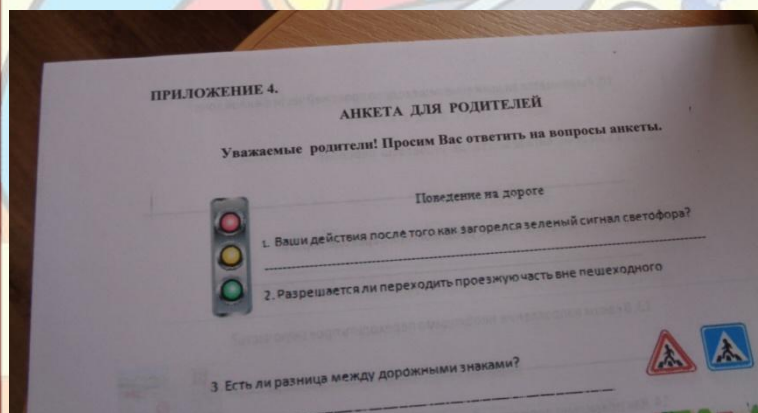 ПРИЛОЖЕНИЕ 4.
АНКЕТА ДЛЯ РОДИТЕЛЕЙ
Уважаемые родители! Просим Вас ответить на вопросы анкеты.
Поведение на дороге
1. Ваши действия после того как загорелся зеленый сигнал светофора?
2. Разрешается ли переходить проезжую часть вне пешеходного
3 Есть ли разница между дорожными знаками?